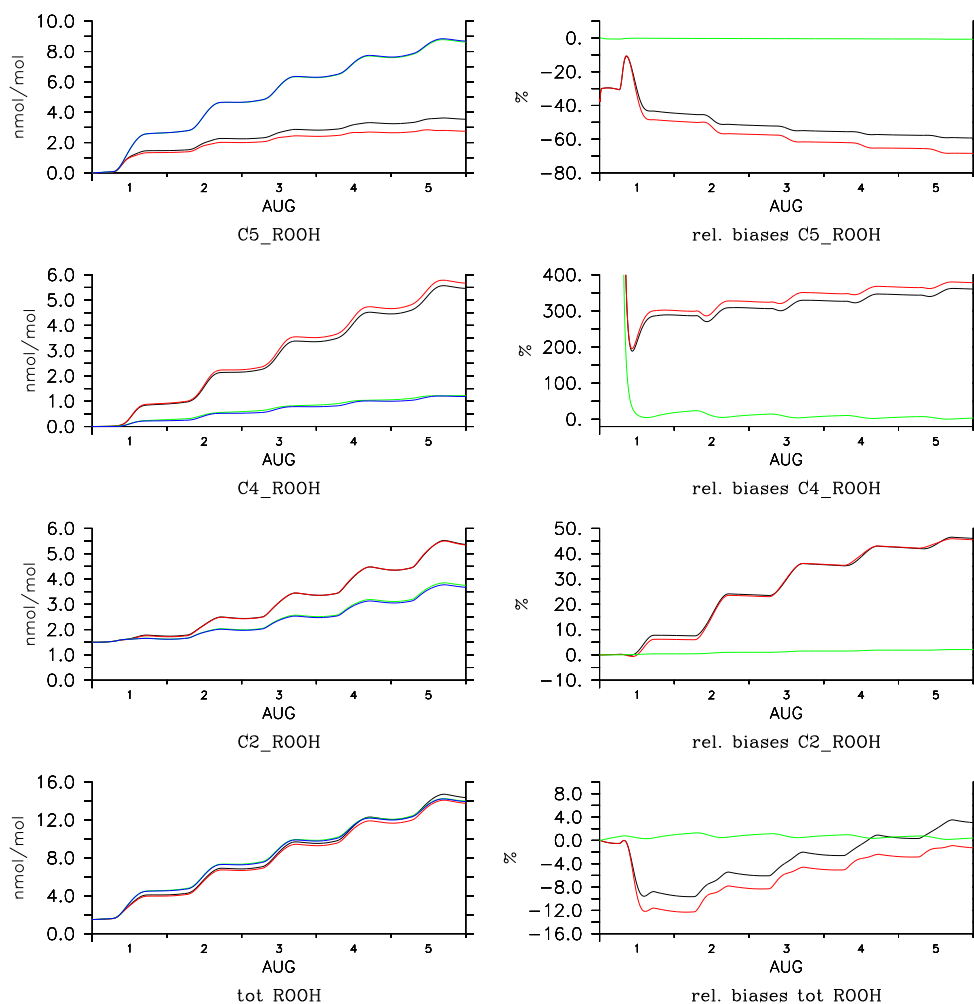 10.0
8.0
6.0
4.0
2.0
0.0
nmol/mol
1 2 3 4 5
AUG
C5_ROOH
0.
-20.
-40.
-60.
-80.
%
1 2 3 4 5
AUG
rel. biases C5_ROOH
6.0
5.0
4.0
3.0
2.0
1.0
0.0
nmol/mol
1 2 3 4 5
AUG
C4_ROOH
400.
300.
200.
100.
0.
%
1 2 3 4 5
AUG
rel. biases C4_ROOH
6.0
5.0
4.0
3.0
2.0
1.0
0.0
nmol/mol
1 2 3 4 5
AUG
C2_ROOH
50.
40.
30.
20.
10.
0.
-10.
%
1 2 3 4 5
AUG
rel. biases C2_ROOH
16.0
12.0
8.0
4.0
0.0
nmol/mol
1 2 3 4 5
AUG
tot ROOH
8.0
4.0
0.0
-4.0
-8.0
-12.0
-16.0
%
1 2 3 4 5
AUG
rel. biases tot ROOH